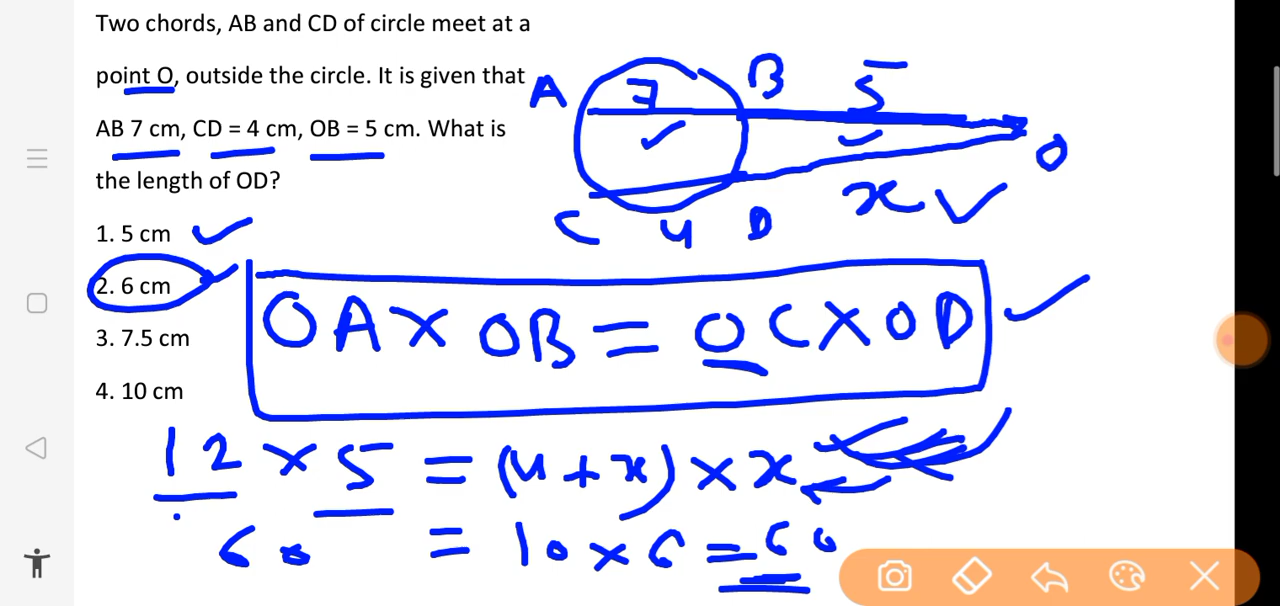 Two chords, AB and CD of circle meet at a
point O, outside the circle. It is given that
AB 7 cm, CD = 4 cm, OB = 5 cm. What is
the length of OD?
1. 5 cm
2. 6 cm
3. 7.5 cm
4. 10 cm
A 7 B 5
O
C 4 D x
OA × OB = OC × OD
12 × 5 = (4 + x) × x
60 = 10 × 6 = 60